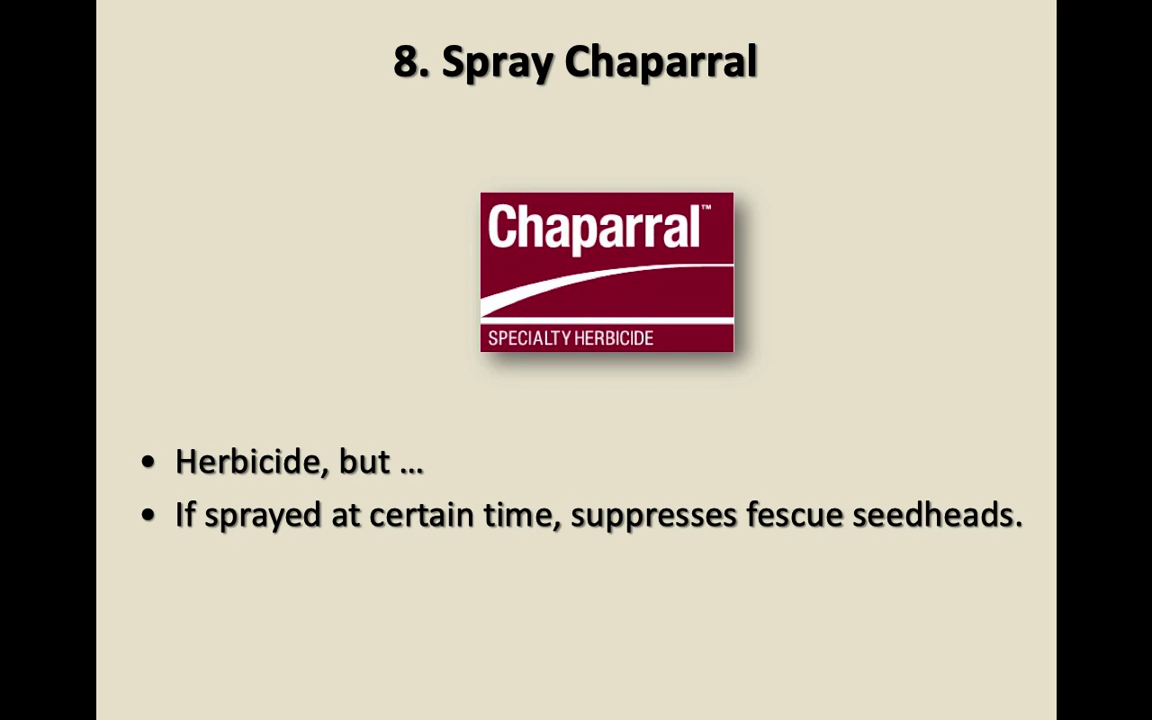 8. Spray Chaparral
Chaparral™
SPECIALTY HERBICIDE
• Herbicide, but ...
• If sprayed at certain time, suppresses fescue seedheads.